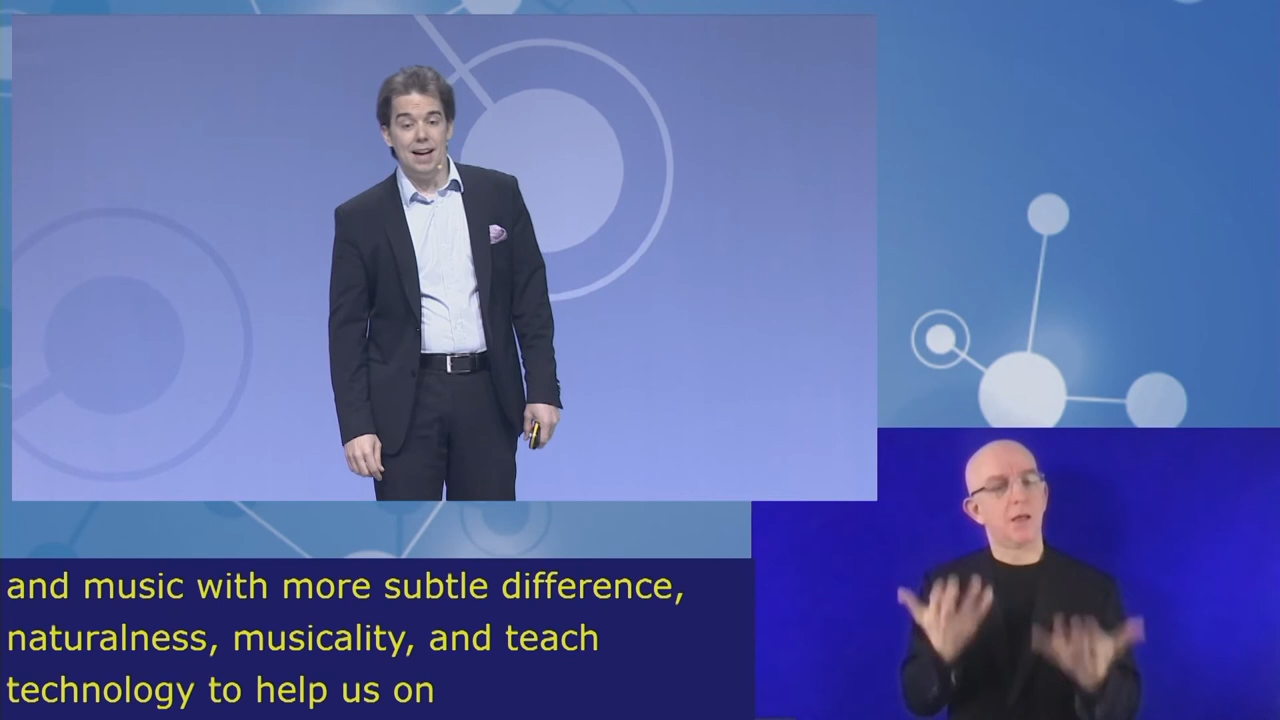 and music with more subtle difference,
naturalness, musicality, and teach
technology to help us on